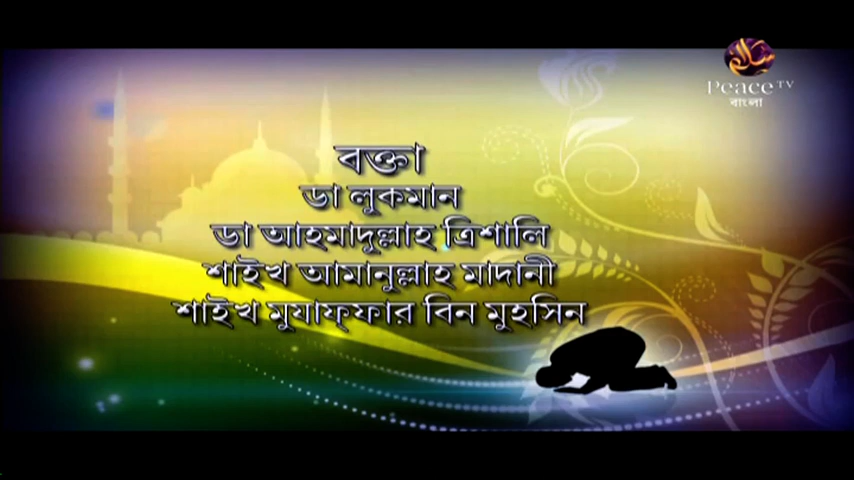 Peace TV
বাংলা
বক্তা
ডা লুকমান
ডা আহমাদুল্লাহ ত্রিশালি
শাইখ আমানুল্লাহ মাদানী
শাইখ মুযাফ্ফার বিন মুহসিন